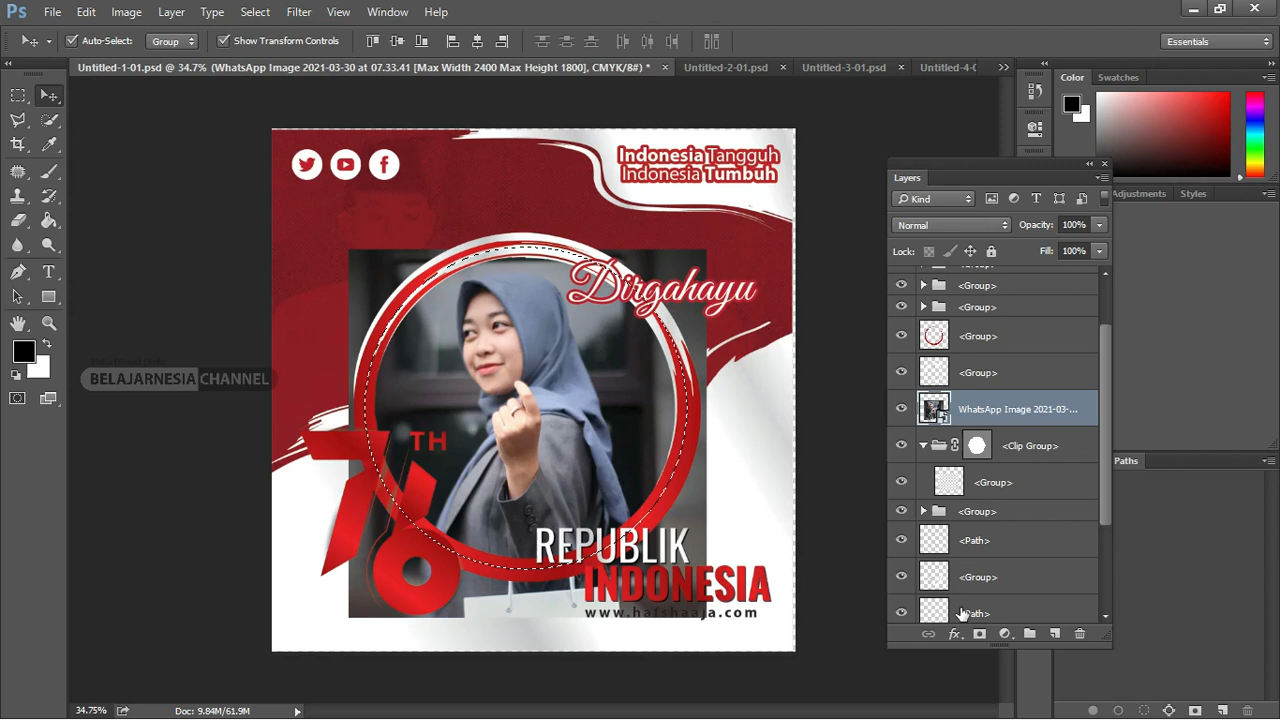 Ps File Edit Image Layer Type Select Filter View Window Help
Auto-Select: Group Show Transform Controls Essentials
Untitled-1-01.psd @ 34.7% (WhatsApp Image 2021-03-30 at 07.33.41 [Max Width 2400 Max Height 1800], CMYK/8#) * × Untitled-2-01.psd × Untitled-3-01.psd × Untitled-4-
Color Swatches
Indonesia Tangguh
Indonesia Tumbuh
Layers
Kind
Adjustments Styles
Normal Opacity: 100%
Lock: Fill: 100%
<Group>
<Group>
Dirgahayu
<Group>
<Group>
BELAJARNESIA CHANNEL
WhatsApp Image 2021-03-...
76 TH
<Clip Group>
Paths
<Group>
<Group>
REPUBLIK
<Path>
INDONESIA
<Group>
www.hafshaaja.com
Path>
34.75% Doc: 9.84M/61.9M